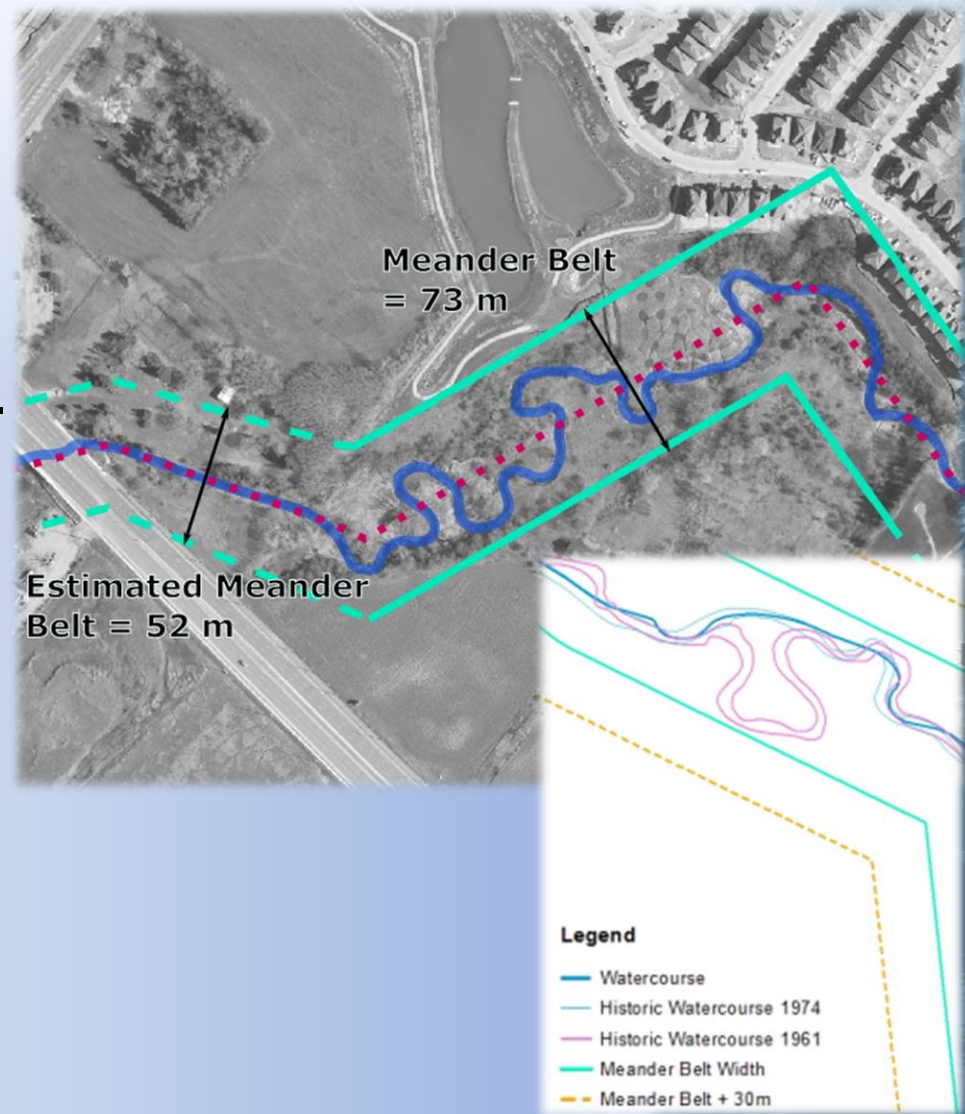 Meander Belt
= 73 m
Estimated Meander
Belt = 52 m
Legend
Watercourse
Historic Watercourse 1974
Historic Watercourse 1961
Meander Belt Width
Meander Belt + 30m